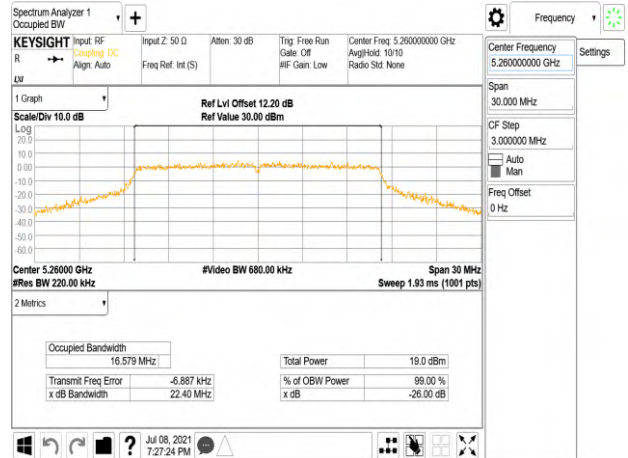 Spectrum Analyzer 1
Occupied BW
Frequency
KEYSIGHT
Input: RF
Coupling: DC
Align: Auto
Input Z: 50 Ω
Freq Ref: Int (S)
Atten: 30 dB
Trig: Free Run
Gate: Off
#IF Gain: Low
Center Freq: 5.260000000 GHz
Avg|Hold: 10/10
Radio Std: None
R
LXI
Center Frequency
5.260000000 GHz
Settings
Span
30.000 MHz
CF Step
3.000000 MHz
Auto
Man
Freq Offset
0 Hz
1 Graph
Scale/Div 10.0 dB
Ref Lvl Offset 12.20 dB
Ref Value 30.00 dBm
Log
20.0
10.0
0.00
-10.0
-20.0
-30.0
-40.0
-50.0
-60.0
Center 5.26000 GHz
#Video BW 680.00 kHz
Span 30 MHz
#Res BW 220.00 kHz
Sweep 1.93 ms (1001 pts)
2 Metrics
Occupied Bandwidth
16.579 MHz
Total Power 19.0 dBm
Transmit Freq Error -6.887 kHz
% of OBW Power 99.00 %
x dB Bandwidth 22.40 MHz
x dB -26.00 dB
?
Jul 08, 2021
7:27:24 PM